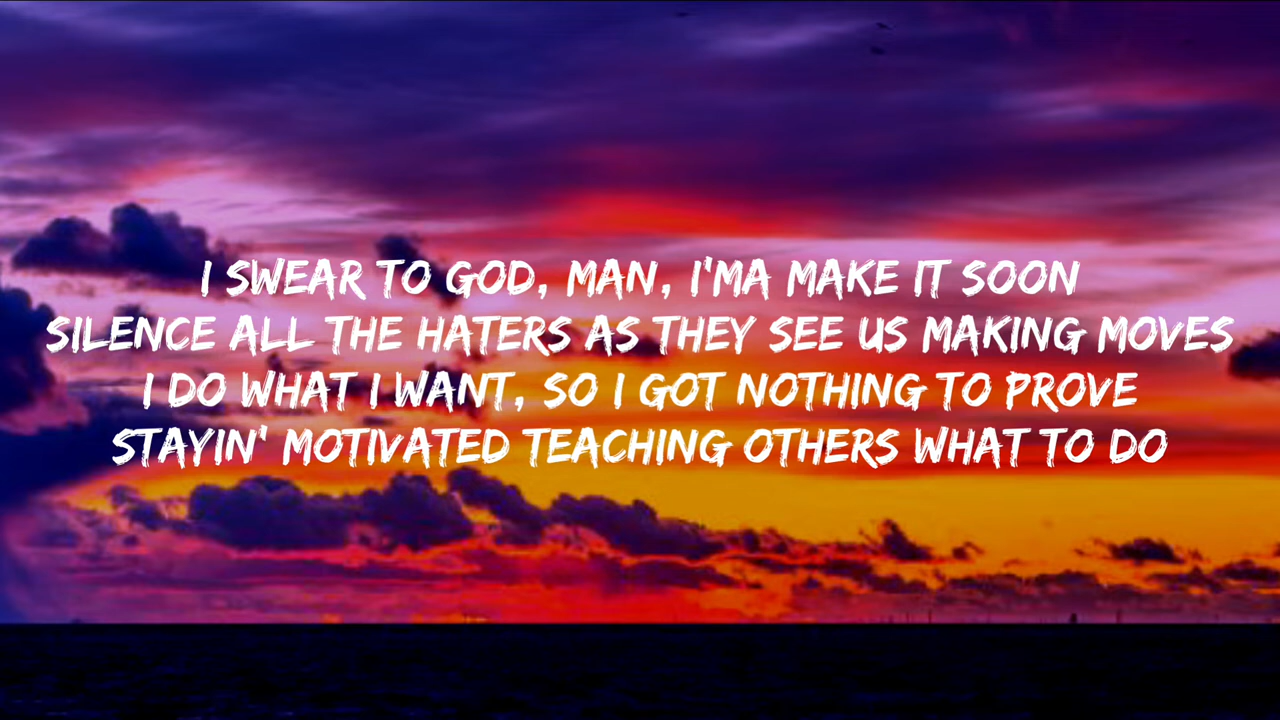 I SWEAR TO GOD, MAN, I'MA MAKE IT SOON
SILENCE ALL THE HATERS AS THEY SEE US MAKING MOVES
I DO WHAT I WANT, SO I GOT NOTHING TO PROVE
STAYIN' MOTIVATED TEACHING OTHERS WHAT TO DO